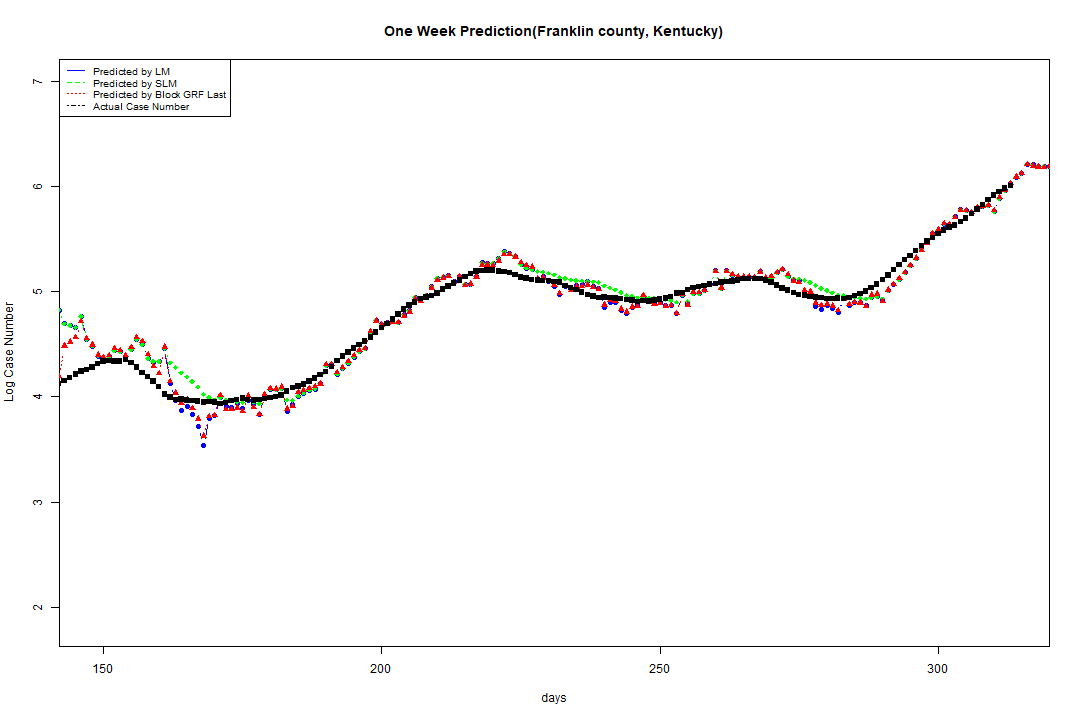 One Week Prediction(Franklin county, Kentucky)
Predicted by LM
Predicted by SLM
Predicted by Block GRF Last
Actual Case Number
7
6
5
4
3
2
Log Case Number
150 200 250 300
days